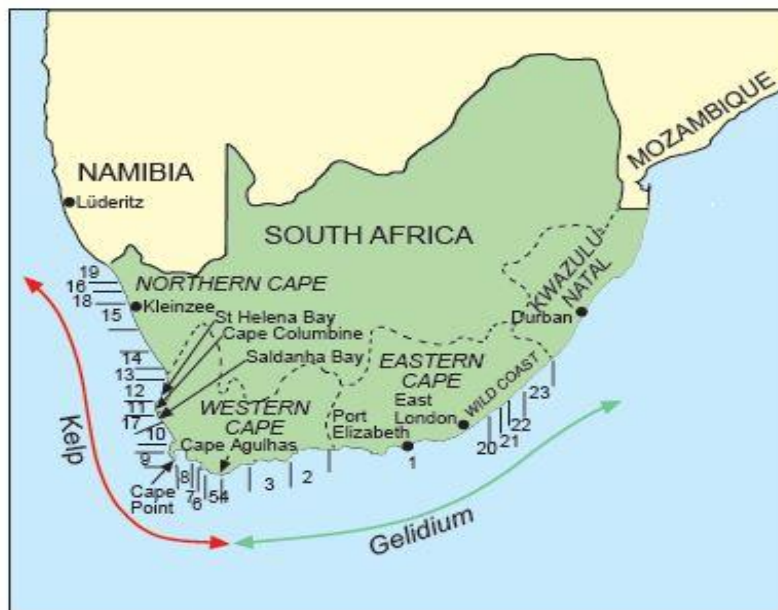 MOZAMBIQUE
NAMIBIA
Lüderitz
SOUTH AFRICA
KWAZULU
NATAL
19
16
18
15
NORTHERN CAPE
Kleinzee
St Helena Bay
Cape Columbine
Saldanha Bay
Durban
14
13
12
11
17
10
9
EASTERN
CAPE
East
London
WILD COAST
WESTERN
CAPE
Port
Elizabeth
Cape Agulhas
Cape
Point
8
7
6
5
4
3
2
1
20
21
22
23
Kelp
Gelidium